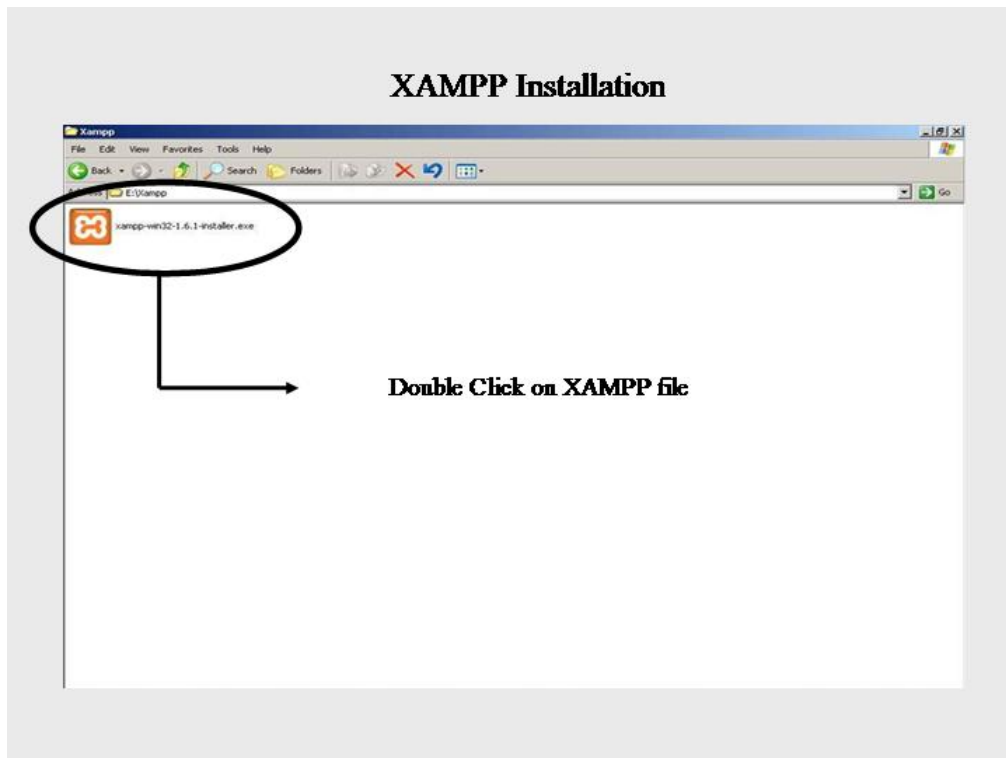 XAMPP Installation
Xampp
File Edit View Favorites Tools Help
Back Search Folders
E:\Xampp Go
xampp-win32-1.6.1-installer.exe
Double Click on XAMPP file